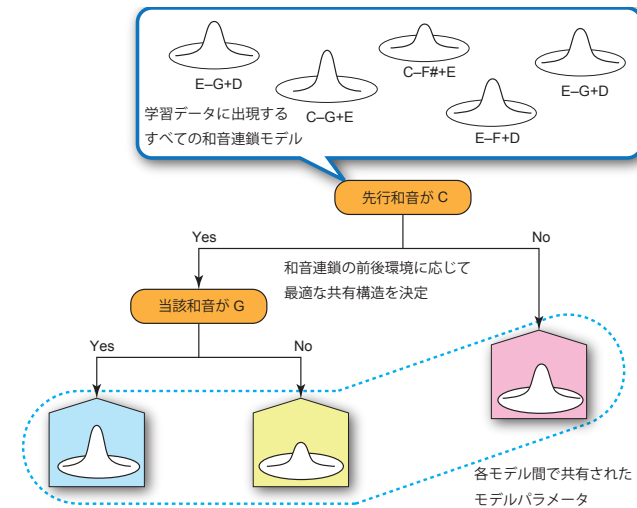 E–G+D
C–G+E
C–F#+E
E–F+D
E–G+D
学習データに出現する
すべての和音連鎖モデル
先行和音が C
Yes
No
和音連鎖の前後環境に応じて
最適な共有構造を決定
当該和音が G
Yes
No
各モデル間で共有された
モデルパラメータ